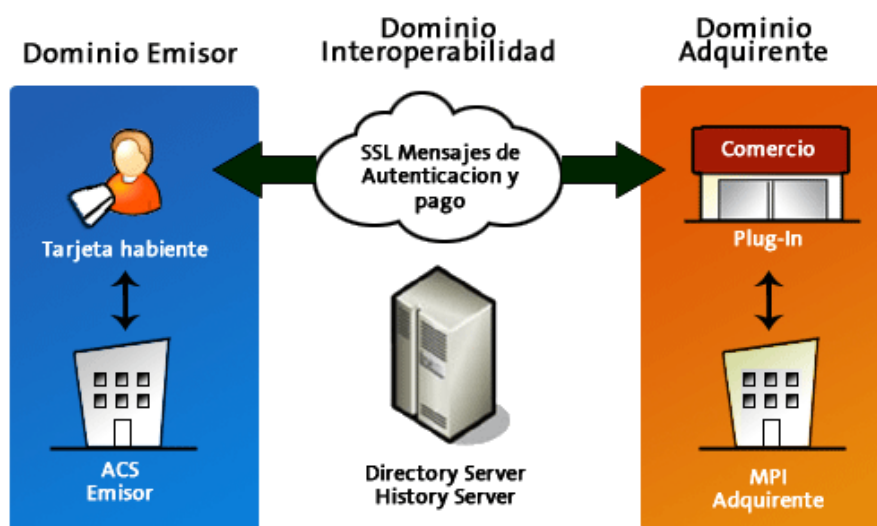 Dominio Emisor
Dominio
Interoperabilidad
Dominio
Adquirente
SSL Mensajes de
Autenticacion y
pago
Comercio
Tarjeta habiente
Plug-In
ACS
Emisor
Directory Server
History Server
MPI
Adquirente